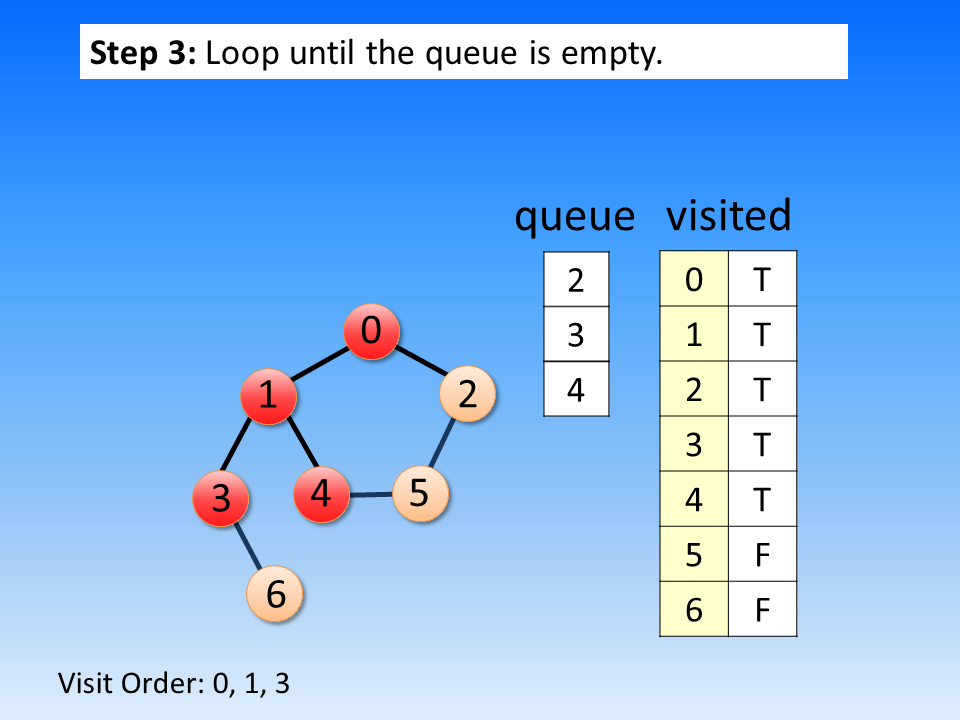 Step 3: Loop until the queue is empty.
queue visited
2 0 T
3 1 T
4 2 T
3 T
4 T
5 F
6 F
0
1 2
3 4 5
6
Visit Order: 0, 1, 3